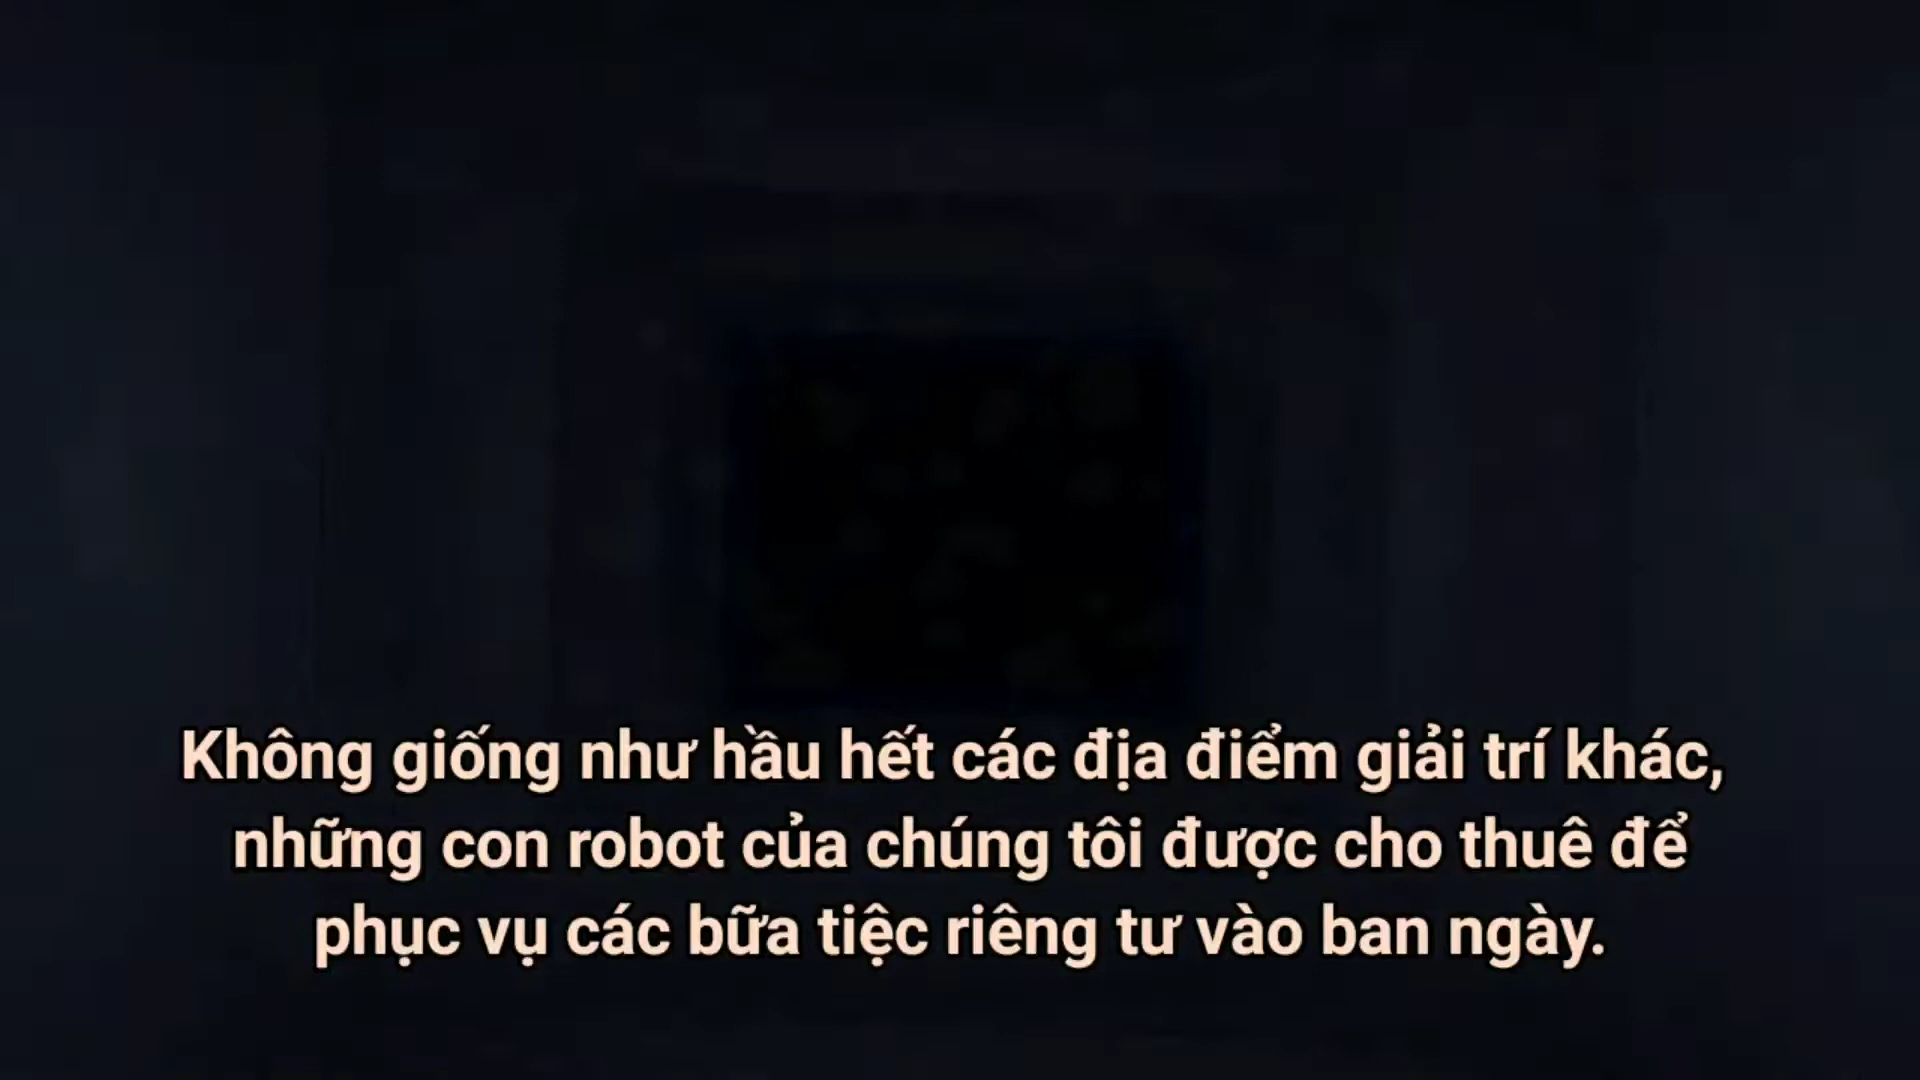 Không giống như hầu hết các địa điểm giải trí khác,
những con robot của chúng tôi được cho thuê để
phục vụ các bữa tiệc riêng tư vào ban ngày.